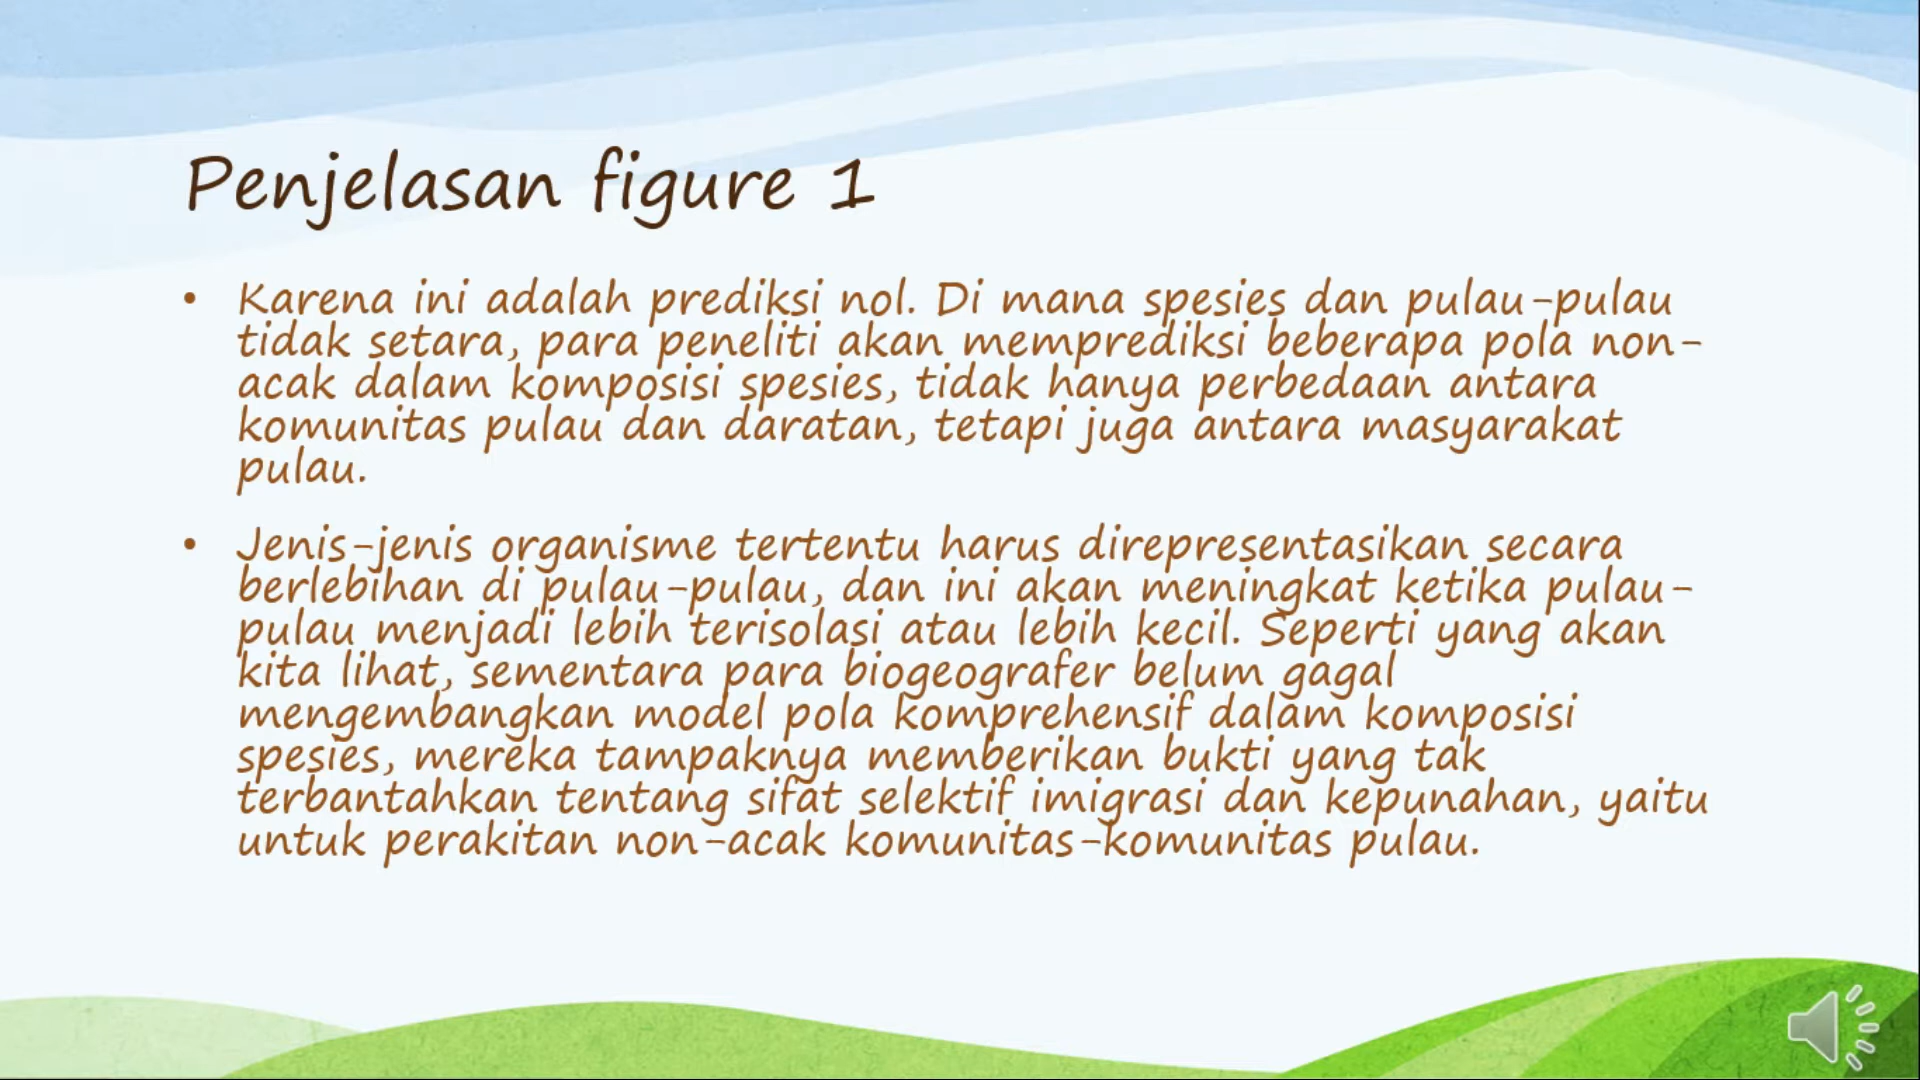 Penjelasan figure 1
• Karena ini adalah prediksi nol. Di mana spesies dan pulau-pulau
tidak setara, para peneliti akan memprediksi beberapa pola non-
acak dalam komposisi spesies, tidak hanya perbedaan antara
komunitas pulau dan daratan, tetapi juga antara masyarakat
pulau.
• Jenis-jenis organisme tertentu harus direpresentasikan secara
berlebihan di pulau-pulau, dan ini akan meningkat ketika pulau-
pulau menjadi lebih terisolasi atau lebih kecil. Seperti yang akan
kita lihat, sementara para biogeografer belum gagal
mengembangkan model pola komprehensif dalam komposisi
spesies, mereka tampaknya memberikan bukti yang tak
terbantahkan tentang sifat selektif imigrasi dan kepunahan, yaitu
untuk perakitan non-acak komunitas-komunitas pulau.